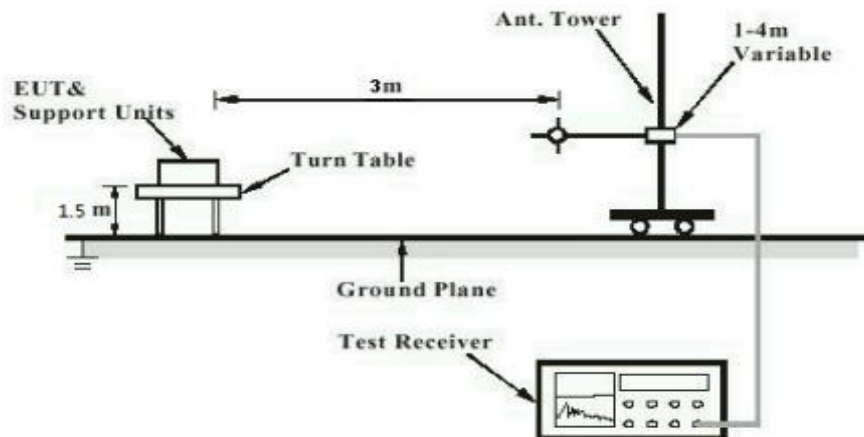 Ant. Tower
1-4m
Variable
EUT&
Support Units
3m
Turn Table
1.5 m
Ground Plane
Test Receiver